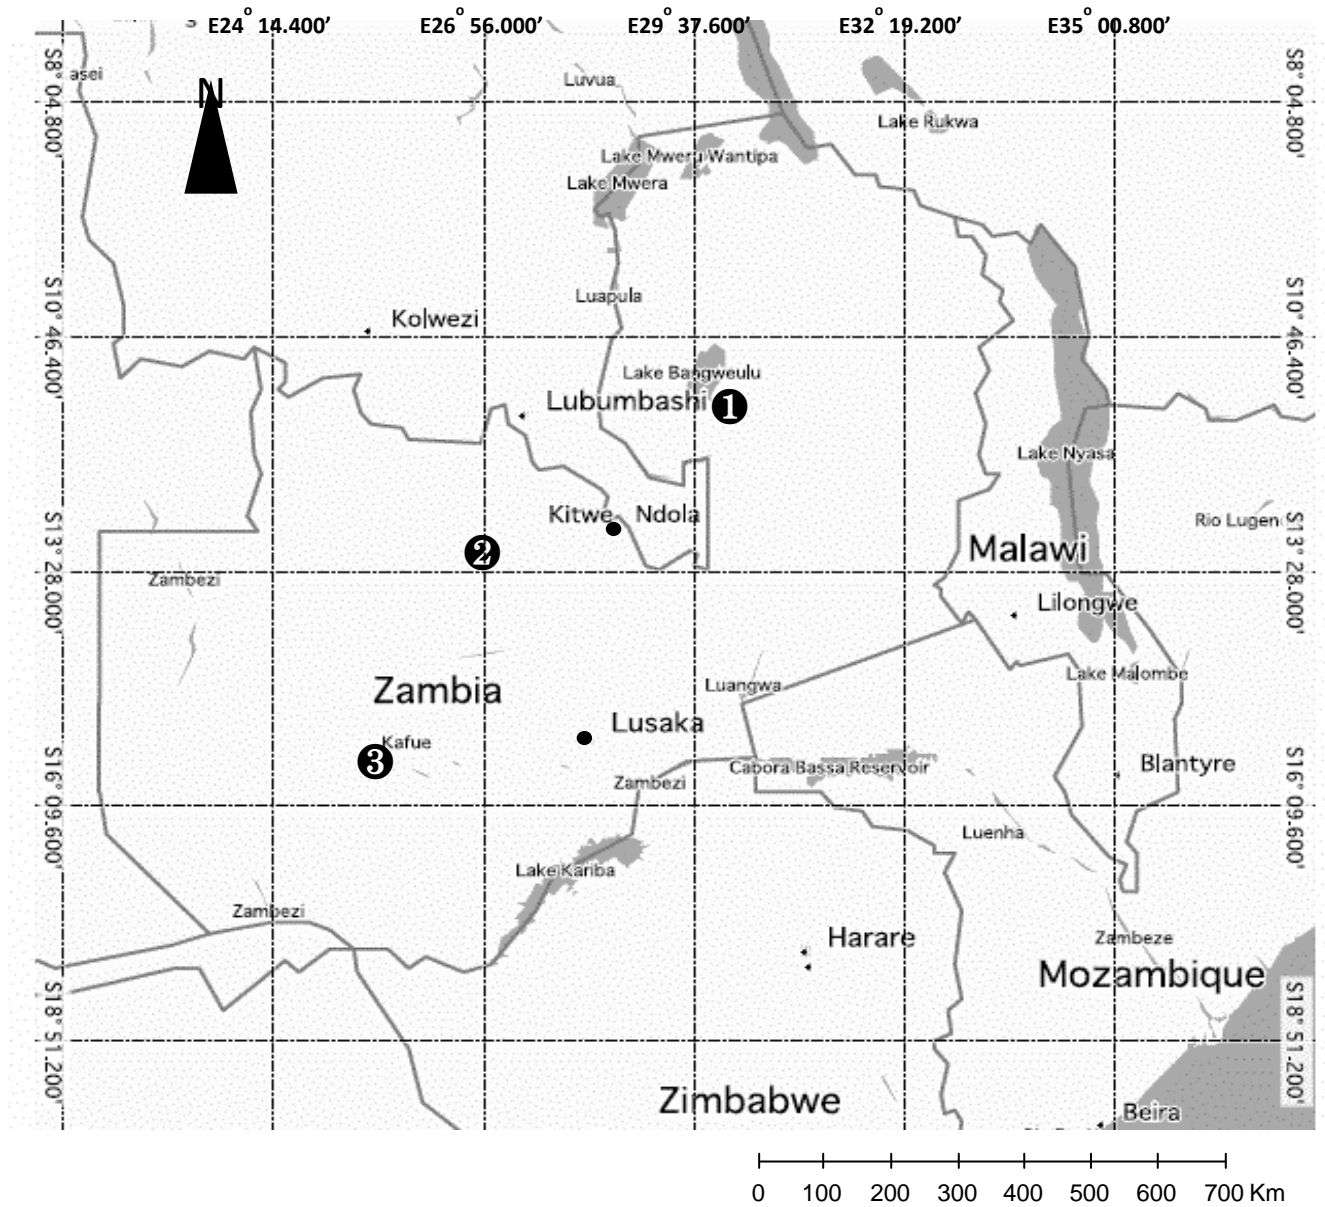 E24° 14.400' E26° 56.000' E29° 37.600' E32° 19.200' E35° 00.800'
asei
N
Luvua
S8° 04.800'
S8° 04.800'
Lake Rukwa
Lake Mweru Wantipa
Lake Mwera
Luapula
S10° 46.400'
S10° 46.400'
Kolwezi
Lake Bangweulu
Lubumbashi
1
Lake Nyasa
Kitwe Ndola
S13° 28.000'
S13° 28.000'
Rio Lugen
2
Malawi
Zambezi
Lilongwe
Lake Malombe
Zambia
Luangwa
Lusaka
Kafue
3
Cabora Bassa Reservoir
Blantyre
Zambezi
S16° 09.600'
S16° 09.600'
Luenha
Lake Kariba
Zambezi
Harare
Zambeze
Mozambique
S18° 51.200'
S18° 51.200'
Zimbabwe
Beira
0 100 200 300 400 500 600 700 Km